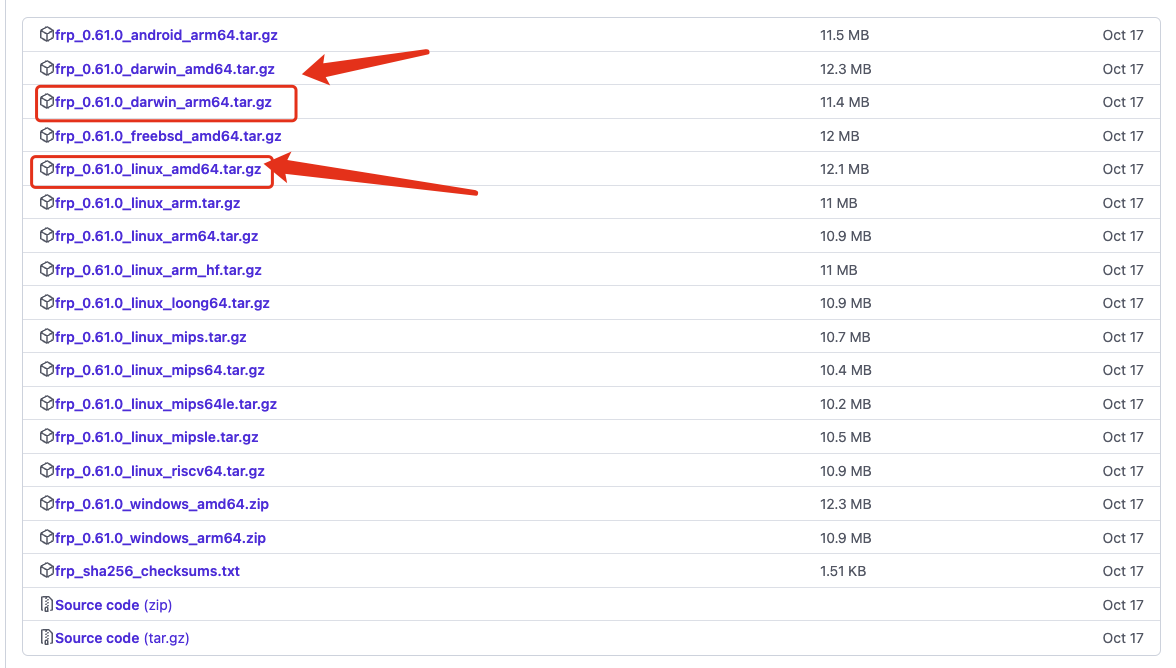 frp_0.61.0_android_arm64.tar.gz 11.5 MB Oct 17
frp_0.61.0_darwin_amd64.tar.gz 12.3 MB Oct 17
frp_0.61.0_darwin_arm64.tar.gz 11.4 MB Oct 17
frp_0.61.0_freebsd_amd64.tar.gz 12 MB Oct 17
frp_0.61.0_linux_amd64.tar.gz 12.1 MB Oct 17
frp_0.61.0_linux_arm.tar.gz 11 MB Oct 17
frp_0.61.0_linux_arm64.tar.gz 10.9 MB Oct 17
frp_0.61.0_linux_arm_hf.tar.gz 11 MB Oct 17
frp_0.61.0_linux_loong64.tar.gz 10.9 MB Oct 17
frp_0.61.0_linux_mips.tar.gz 10.7 MB Oct 17
frp_0.61.0_linux_mips64.tar.gz 10.4 MB Oct 17
frp_0.61.0_linux_mips64le.tar.gz 10.2 MB Oct 17
frp_0.61.0_linux_mipsle.tar.gz 10.5 MB Oct 17
frp_0.61.0_linux_riscv64.tar.gz 10.9 MB Oct 17
frp_0.61.0_windows_amd64.zip 12.3 MB Oct 17
frp_0.61.0_windows_arm64.zip 10.9 MB Oct 17
frp_sha256_checksums.txt 1.51 KB Oct 17
Source code (zip) Oct 17
Source code (tar.gz) Oct 17